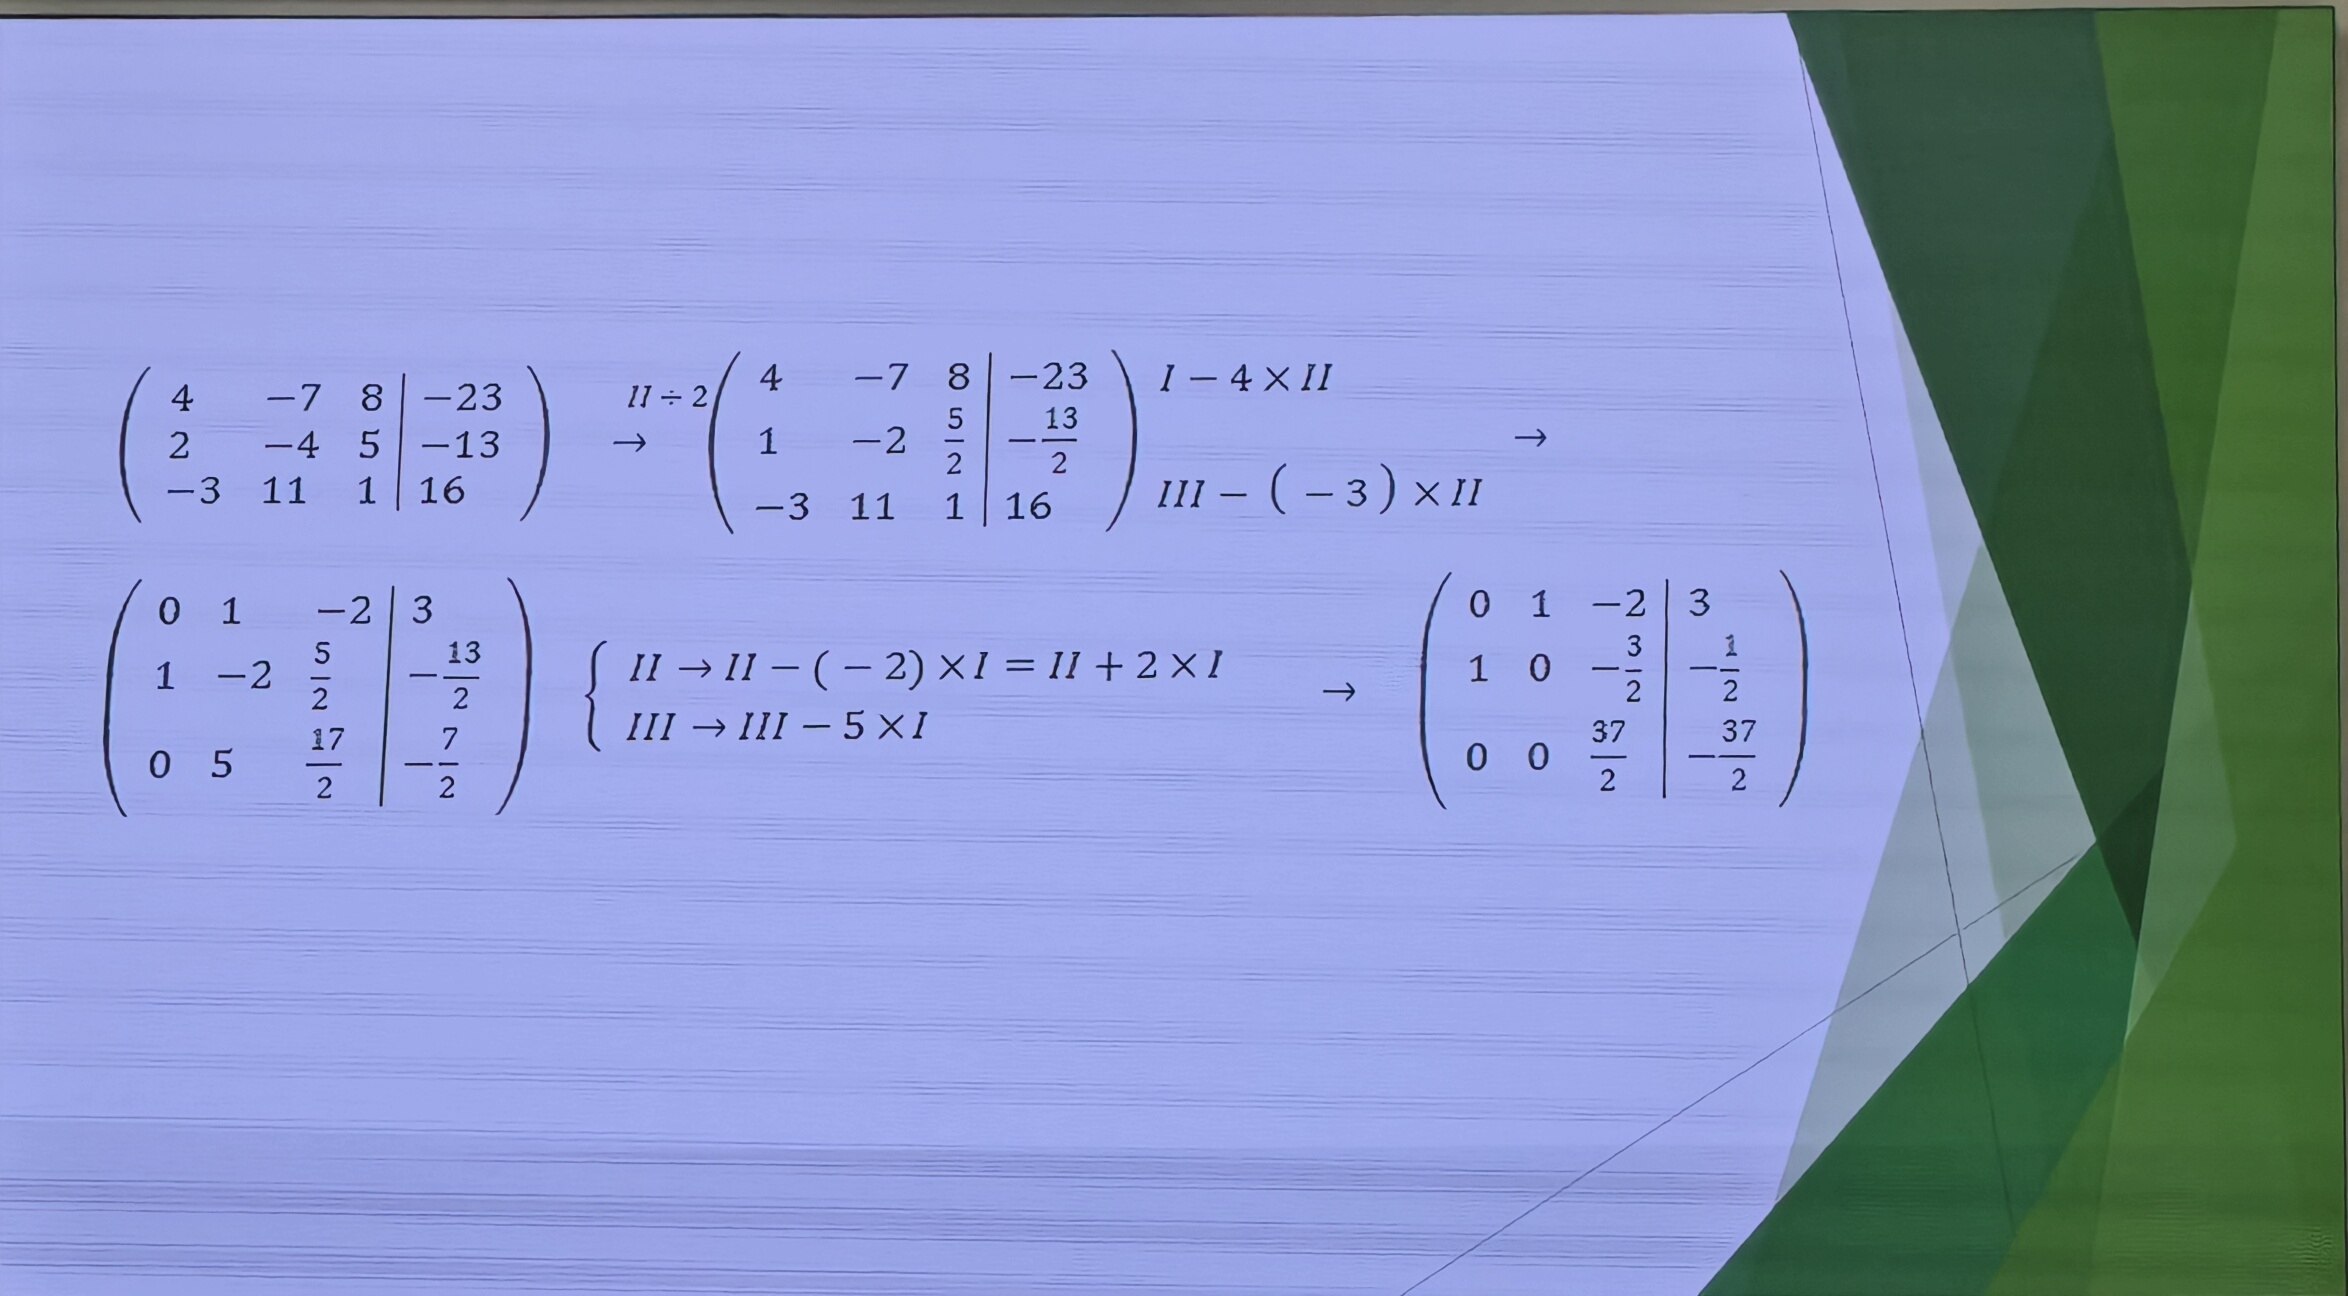 ( 4 −7 8 | −23 ) II ÷ 2 ( 4 −7 8 | −23 ) I − 4 × II
( 2 −4 5 | −13 ) → ( 1 −2 5/2 | −13/2 ) →
( −3 11 1 | 16 ) ( −3 11 1 | 16 ) III − ( − 3 ) × II
( 0 1 −2 | 3 ) ( 0 1 −2 | 3 )
( 1 −2 5/2 | −13/2 ) { II → II − ( − 2) × I = II + 2 × I → ( 1 0 −3/2 | −1/2 )
( 0 5 17/2 | −7/2 ) { III → III − 5 × I ( 0 0 37/2 | −37/2 )